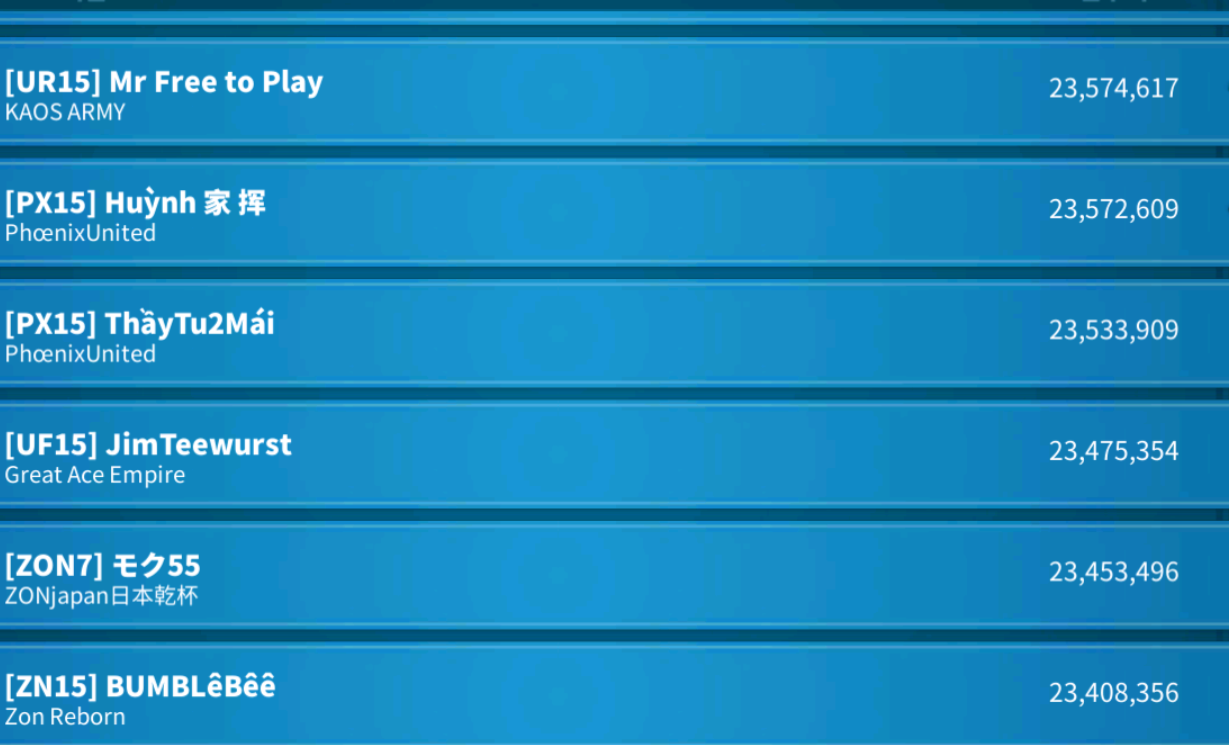 [UR15] Mr Free to Play
23,574,617
KAOS ARMY
[PX15] Huỳnh 家 挥
23,572,609
PhœnixUnited
[PX15] ThầyTu2Mái
23,533,909
PhœnixUnited
[UF15] JimTeewurst
23,475,354
Great Ace Empire
[ZON7] モク55
23,453,496
ZONjapan日本乾杯
[ZN15] BUMBLêBêê
23,408,356
Zon Reborn